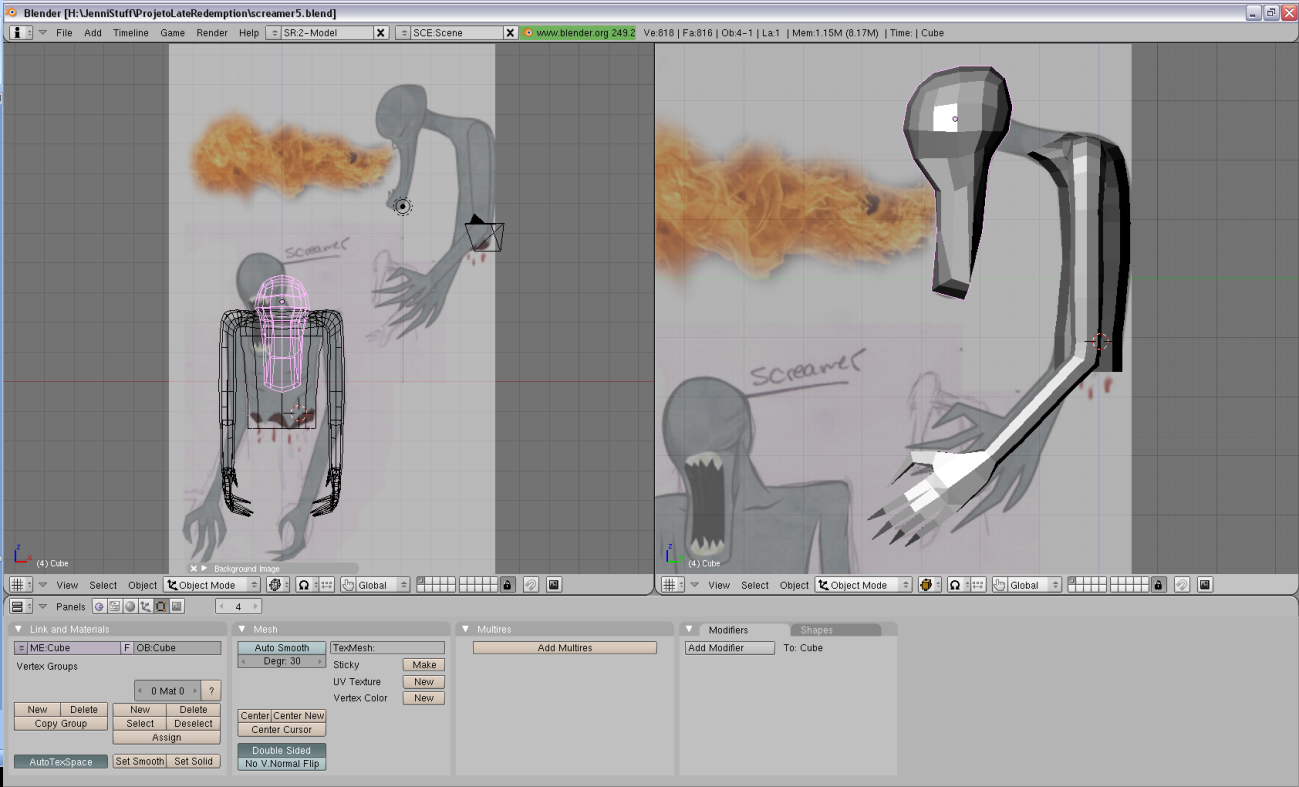 Blender [H:\JenniStuff\ProjetoLateRedemption\screamer5.blend]
File Add Timeline Game Render Help SR:2-Model SCE:Scene www.blender.org 249.2 Ve:818 | Fa:816 | Ob:4-1 | La:1 | Mem:1.15M (8.17M) | Time: | Cube
screamer
screamer
z x
(4) Cube
Background Image
z y
(4) Cube
View Select Object Object Mode Global
View Select Object Object Mode Global
Panels 4
Link and Materials
ME:Cube F OB:Cube
Vertex Groups
0 Mat 0 ?
New Delete New Delete
Copy Group Select Deselect
Assign
AutoTexSpace Set Smooth Set Solid
Mesh
Auto Smooth TexMesh:
Degr: 30 Sticky Make
UV Texture New
Vertex Color New
Center Center New
Center Cursor
Double Sided
No V.Normal Flip
Multires
Add Multires
Modifiers Shapes
Add Modifier To: Cube